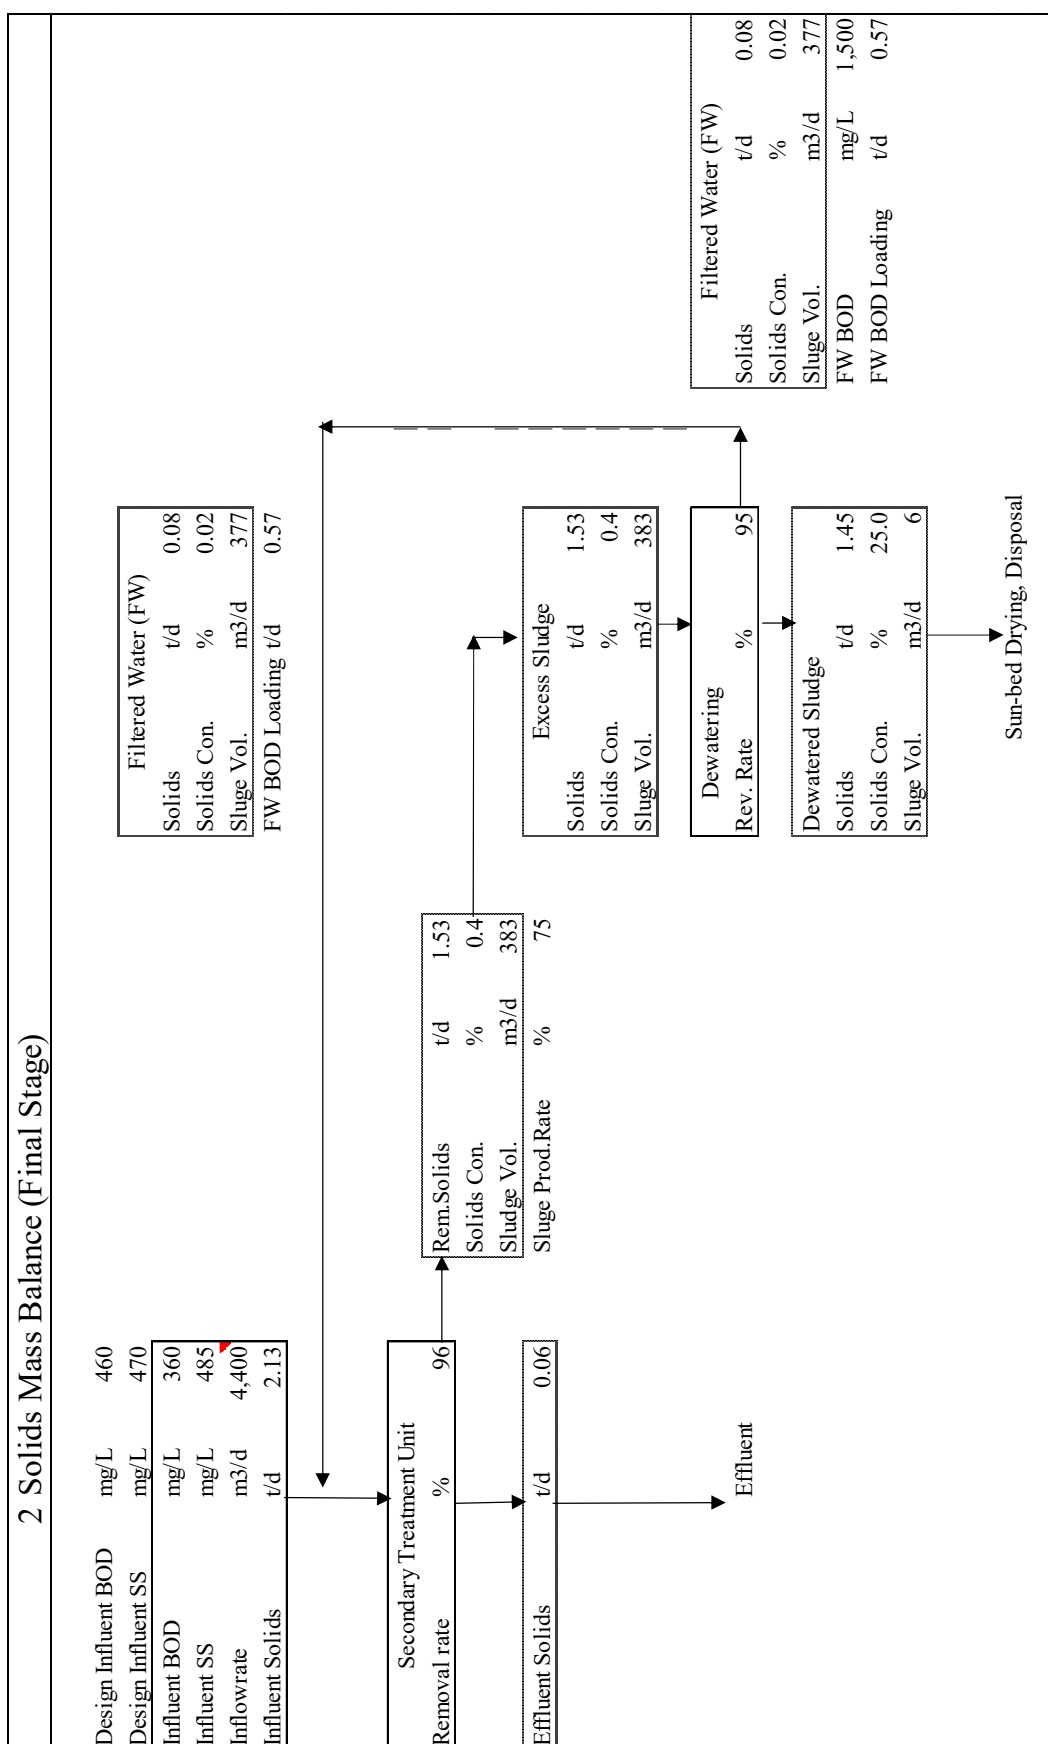 2 Solids Mass Balance (Final Stage)
Design Influent BOD mg/L 460
Design Influent SS mg/L 470
Influent BOD mg/L 360
Influent SS mg/L 485
Inflowrate m3/d 4,400
Influent Solids t/d 2.13
Filtered Water (FW)
Solids t/d 0.08
Solids Con. % 0.02
Sluge Vol. m3/d 377
FW BOD Loading t/d 0.57
Secondary Treatment Unit
Removal rate % 96
Rem.Solids t/d 1.53
Solids Con. % 0.4
Sludge Vol. m3/d 383
Sluge Prod.Rate % 75
Effluent Solids t/d 0.06
Effluent
Excess Sludge
Solids t/d 1.53
Solids Con. % 0.4
Sluge Vol. m3/d 383
Dewatering
Rev. Rate % 95
Dewatered Sludge
Solids t/d 1.45
Solids Con. % 25.0
Sluge Vol. m3/d 6
Sun-bed Drying, Disposal
Filtered Water (FW)
Solids t/d 0.08
Solids Con. % 0.02
Sluge Vol. m3/d 377
FW BOD mg/L 1,500
FW BOD Loading t/d 0.57